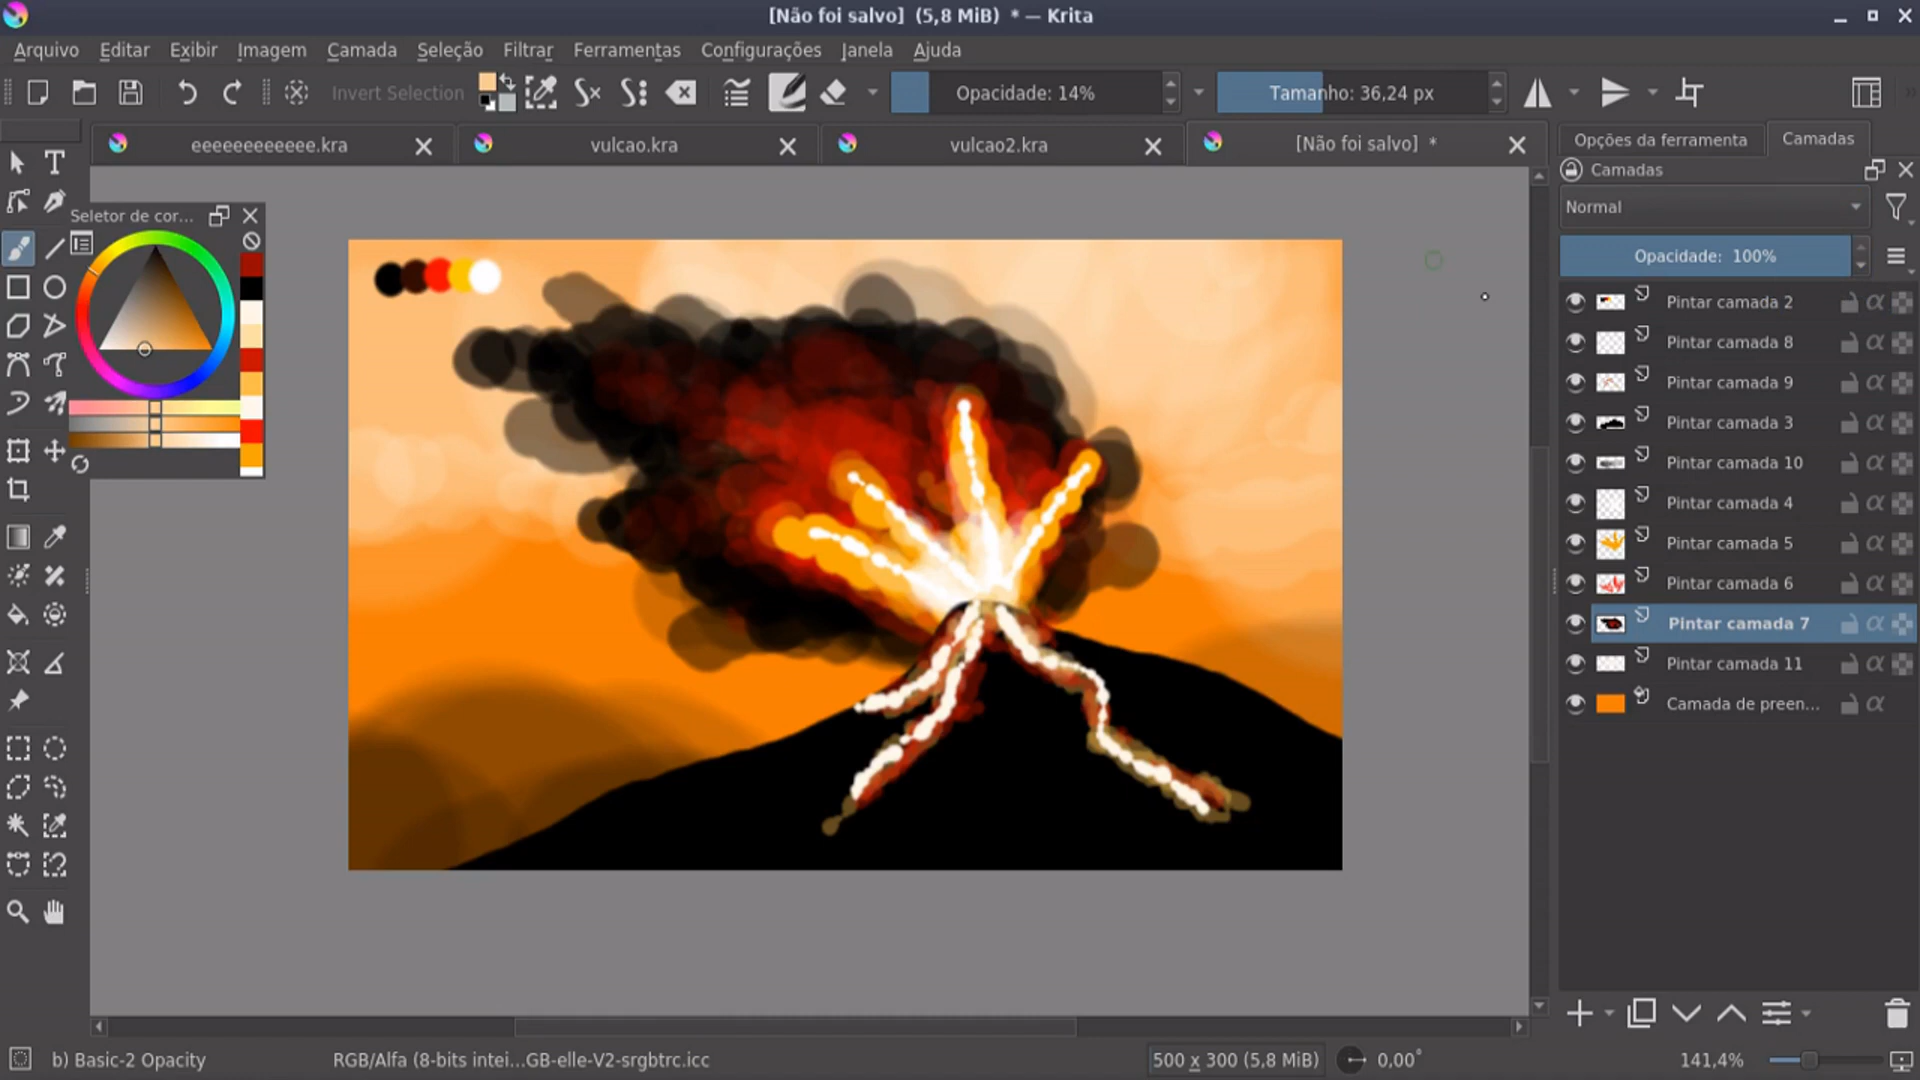 [Não foi salvo]  (5,8 MiB)  * — Krita
Arquivo Editar Exibir Imagem Camada Seleção Filtrar Ferramentas Configurações Janela Ajuda
Invert Selection Opacidade: 14% Tamanho: 36,24 px
eeeeeeeeeeee.kra vulcao.kra vulcao2.kra [Não foi salvo]  *
Opções da ferramenta Camadas
Camadas
Seletor de cor...
Normal
Opacidade:  100%
Pintar camada 2
Pintar camada 8
Pintar camada 9
Pintar camada 3
Pintar camada 10
Pintar camada 4
Pintar camada 5
Pintar camada 6
Pintar camada 7
Pintar camada 11
Camada de preen...
b) Basic-2 Opacity RGB/Alfa (8-bits intei...GB-elle-V2-srgbtrc.icc 500 x 300 (5,8 MiB) 0,00° 141,4%